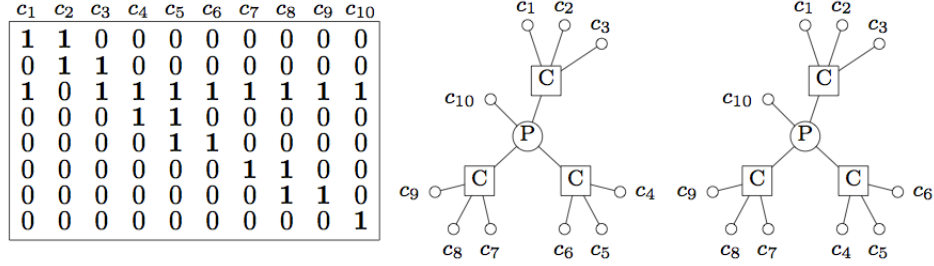 c1 c2 c3 c4 c5 c6 c7 c8 c9 c10
1 1 0 0 0 0 0 0 0 0
0 1 1 0 0 0 0 0 0 0
1 0 1 1 1 1 1 1 1 1
0 0 0 1 1 0 0 0 0 0
0 0 0 0 1 1 0 0 0 0
0 0 0 0 0 0 1 1 0 0
0 0 0 0 0 0 0 1 1 0
0 0 0 0 0 0 0 0 0 1
c1 c2
c3
C
c10
P
C C
c9 c4
c8 c7 c6 c5
c1 c2
c3
C
c10
P
C C
c9 c6
c8 c7 c4 c5